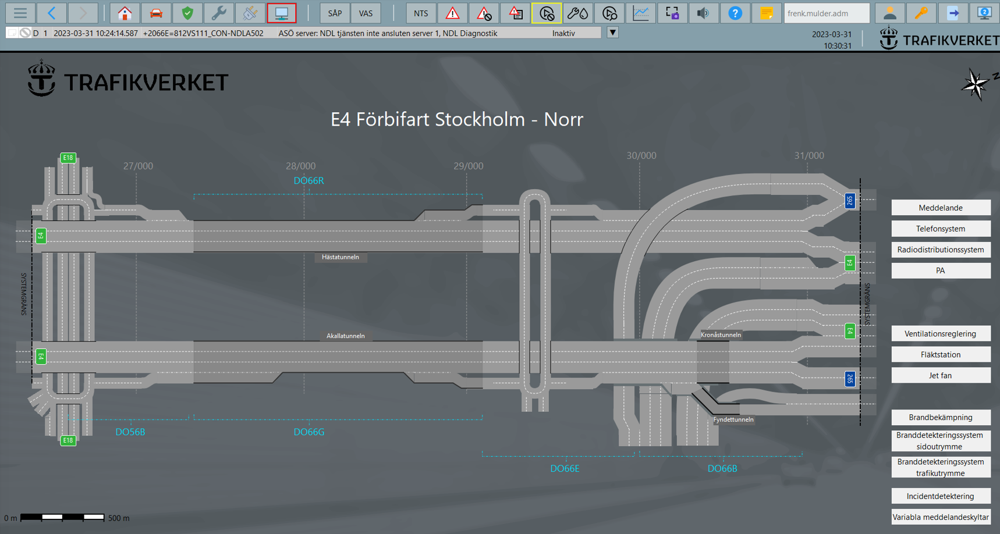 SÅP
VAS
NTS
frenk.mulder.adm
2
D 1 2023-03-31 10:24:14.587 +2066E=812VS111_CON-NDLA502 ASÖ server: NDL tjänsten inte ansluten server 1, NDL Diagnostik Inaktiv
2023-03-31
10:30:31
TRAFIKVERKET
TRAFIKVERKET
N
E4 Förbifart Stockholm - Norr
E18
27/000
28/000
29/000
30/000
31/000
DO66R
265
E4
Hästatunneln
E4
SYSTEMGRÄNS
SYSTEMGRÄNS
Akallatunneln
Kronåstunneln
E4
E4
265
Fyndettunneln
DO56B
DO66G
E18
DO66E
DO66B
0 m
500 m
Meddelande
Telefonsystem
Radiodistributionssystem
PA
Ventilationsreglering
Fläktstation
Jet fan
Brandbekämpning
Branddetekteringssystem
sidoutrymme
Branddetekteringssystem
trafikutrymme
Incidentdetektering
Variabla meddelandeskyltar